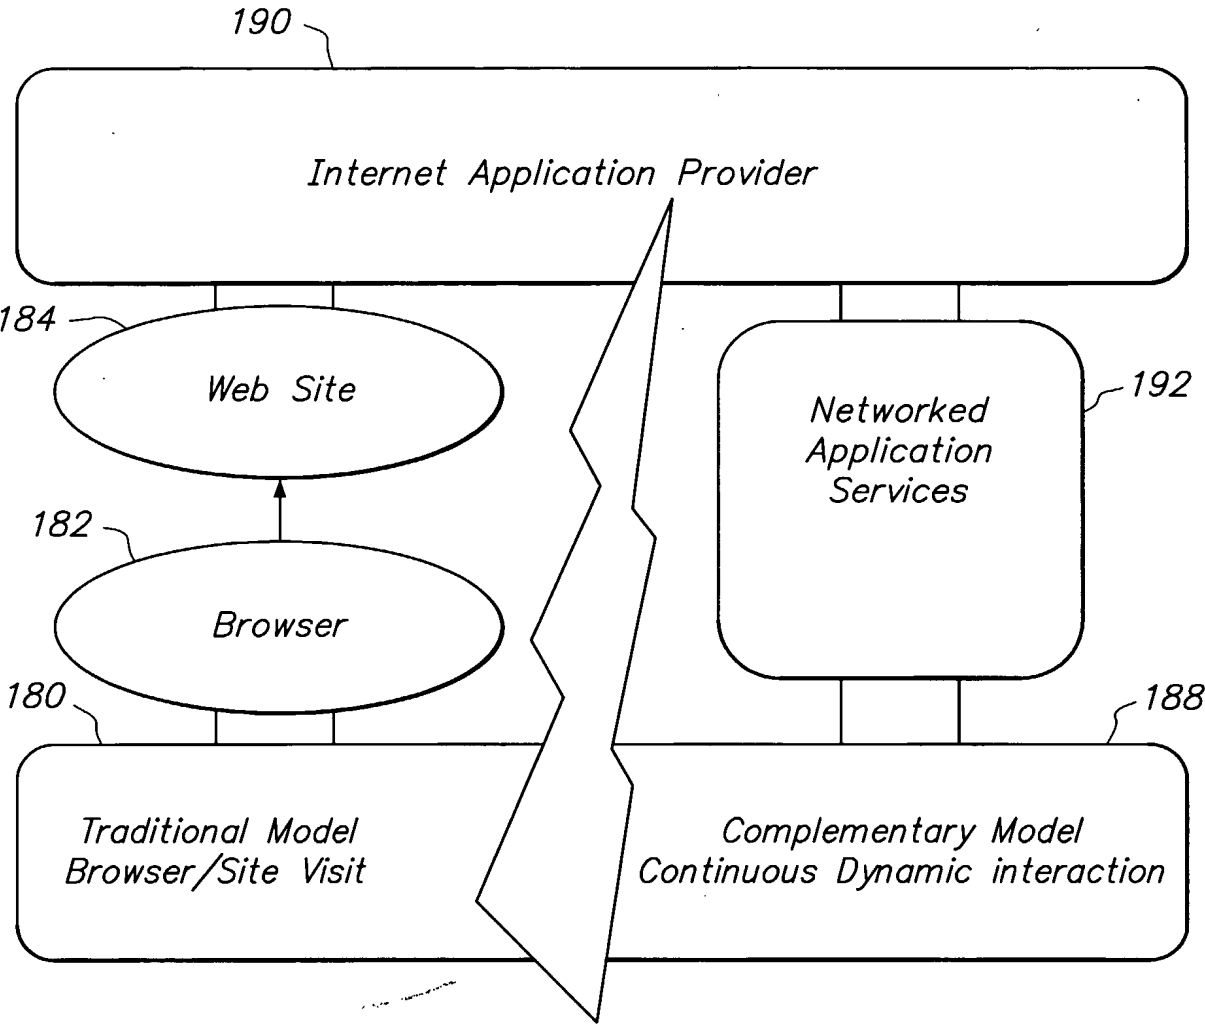 190
Internet Application Provider
184
Web Site
192
Networked
Application
Services
182
Browser
180
188
Traditional Model
Browser/Site Visit
Complementary Model
Continuous Dynamic interaction